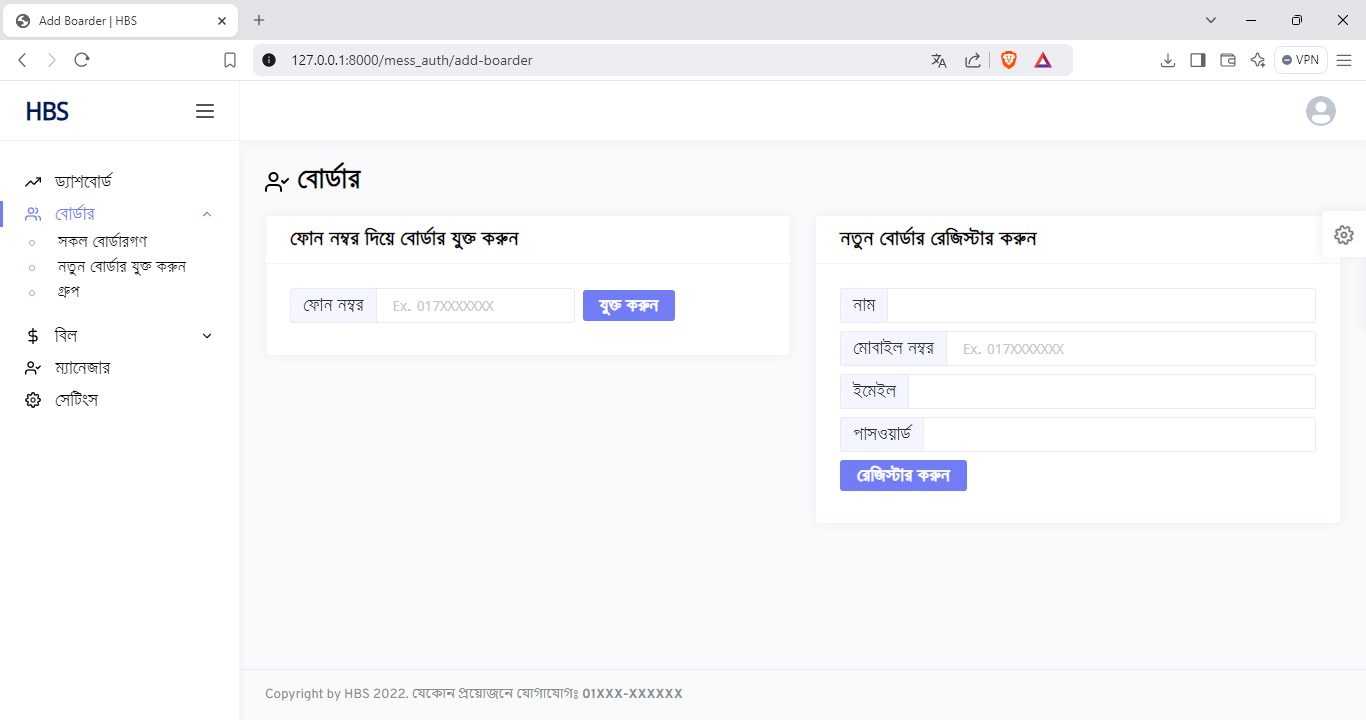 Add Boarder | HBS
127.0.0.1:8000/mess_auth/add-boarder
VPN
HBS
ড্যাশবোর্ড
বোর্ডার
সকল বোর্ডারগণ
নতুন বোর্ডার যুক্ত করুন
গ্রুপ
বিল
ম্যানেজার
সেটিংস
বোর্ডার
ফোন নম্বর দিয়ে বোর্ডার যুক্ত করুন
ফোন নম্বর Ex. 017XXXXXXX যুক্ত করুন
নতুন বোর্ডার রেজিস্টার করুন
নাম
মোবাইল নম্বর Ex. 017XXXXXXX
ইমেইল
পাসওয়ার্ড
রেজিস্টার করুন
Copyright by HBS 2022. যেকোন প্রয়োজনে যোগাযোগঃ 01XXX-XXXXXX